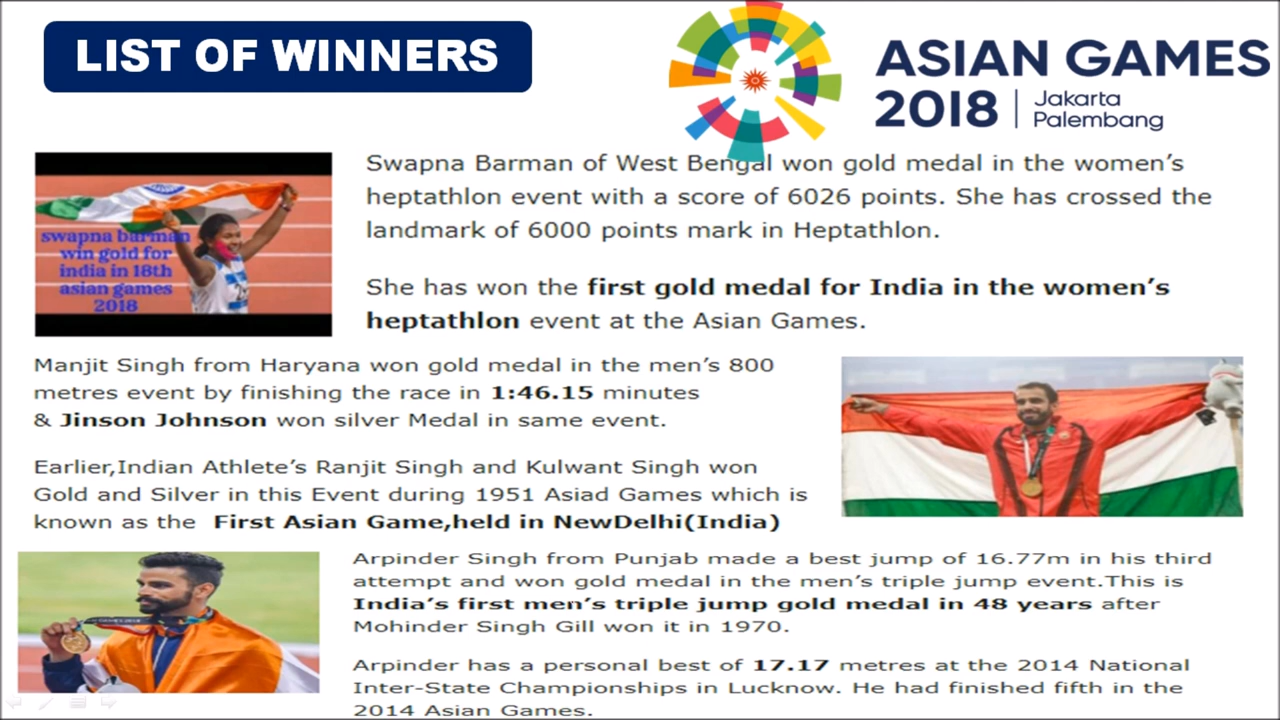 LIST OF WINNERS
ASIAN GAMES
2018 | Jakarta
Palembang
Swapna Barman of West Bengal won gold medal in the women's
heptathlon event with a score of 6026 points. She has crossed the
landmark of 6000 points mark in Heptathlon.
She has won the first gold medal for India in the women's
heptathlon event at the Asian Games.
swapna barman
win gold for
india in 18th
asian games
2018
Manjit Singh from Haryana won gold medal in the men's 800
metres event by finishing the race in 1:46.15 minutes
& Jinson Johnson won silver Medal in same event.
Earlier,Indian Athlete's Ranjit Singh and Kulwant Singh won
Gold and Silver in this Event during 1951 Asiad Games which is
known as the First Asian Game,held in NewDelhi(India)
Arpinder Singh from Punjab made a best jump of 16.77m in his third
attempt and won gold medal in the men's triple jump event.This is
India's first men's triple jump gold medal in 48 years after
Mohinder Singh Gill won it in 1970.
Arpinder has a personal best of 17.17 metres at the 2014 National
Inter-State Championships in Lucknow. He had finished fifth in the
2014 Asian Games.